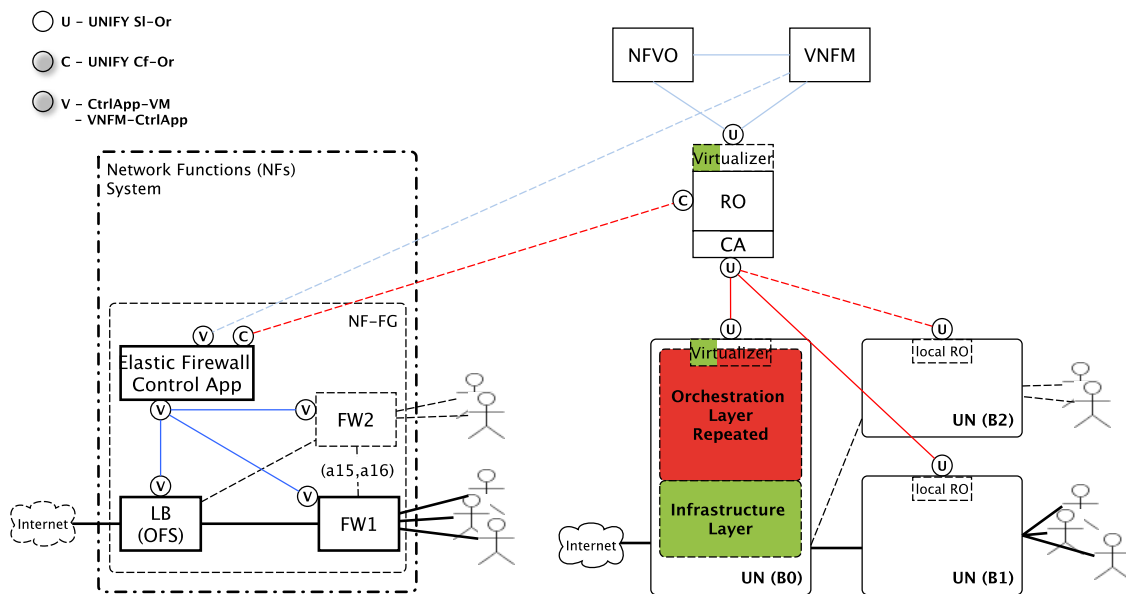 U – UNIFY Sl-Or
C – UNIFY Cf-Or
V – CtrlApp-VM
– VNFM-CtrlApp
NFVO
VNFM
U
Virtualizer
RO
C
CA
U
Network Functions (NFs)
System
NF-FG
V
C
Elastic Firewall
Control App
V
V
FW2
(a15,a16)
V
V
LB
(OFS)
FW1
Internet
U
Virtualizer
Orchestration
Layer
Repeated
Infrastructure
Layer
UN (B0)
Internet
U
local RO
UN (B2)
U
local RO
UN (B1)